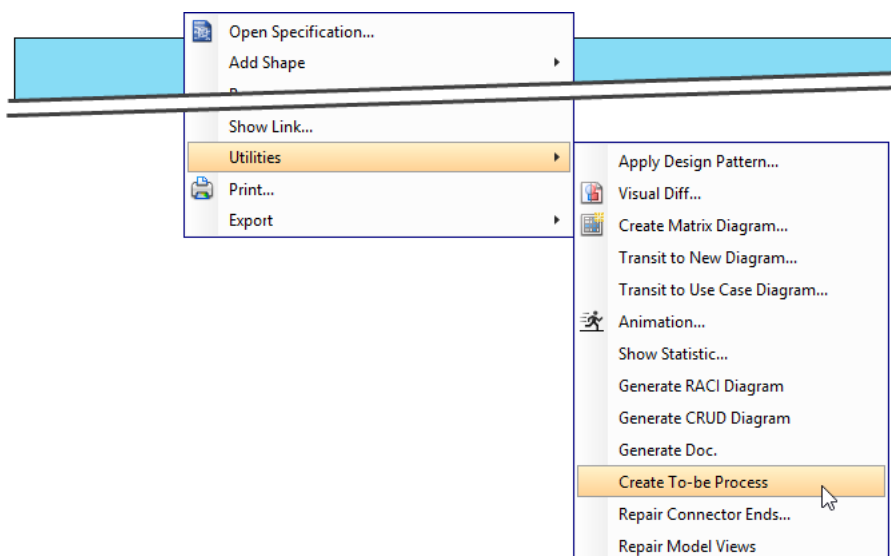 Open Specification...
Add Shape
Show Link...
Utilities
Print...
Export
Apply Design Pattern...
Visual Diff...
Create Matrix Diagram...
Transit to New Diagram...
Transit to Use Case Diagram...
Animation...
Show Statistic...
Generate RACI Diagram
Generate CRUD Diagram
Generate Doc.
Create To-be Process
Repair Connector Ends...
Repair Model Views